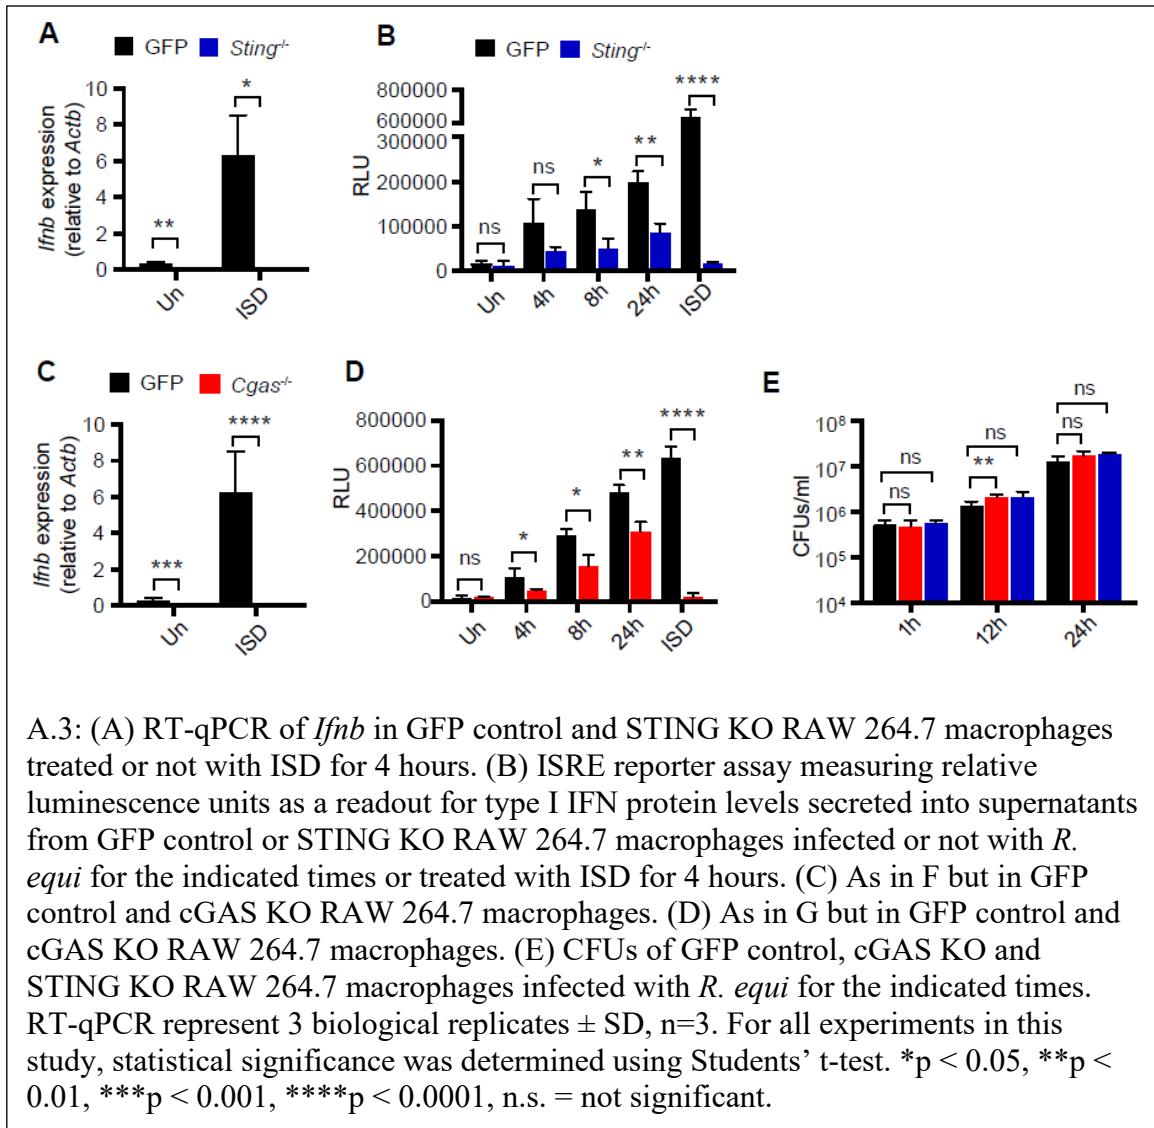 A
GFP Sting-/-
Ifnb expression
(relative to Actb)
10
8
6
4
2
0
**
*
Un
ISD
B
GFP Sting-/-
RLU
800000
600000
300000
200000
100000
0
ns
ns
*
**
****
Un
4h
8h
24h
ISD
C
GFP Cgas-/-
Ifnb expression
(relative to Actb)
10
8
6
4
2
0
***
****
Un
ISD
D
RLU
800000
600000
400000
200000
0
ns
*
*
**
****
Un
4h
8h
24h
ISD
E
CFUs/ml
10⁸
10⁷
10⁶
10⁵
10⁴
ns
ns
ns
**
ns
ns
1h
12h
24h
A.3: (A) RT-qPCR of Ifnb in GFP control and STING KO RAW 264.7 macrophages
treated or not with ISD for 4 hours. (B) ISRE reporter assay measuring relative
luminescence units as a readout for type I IFN protein levels secreted into supernatants
from GFP control or STING KO RAW 264.7 macrophages infected or not with R.
equi for the indicated times or treated with ISD for 4 hours. (C) As in F but in GFP
control and cGAS KO RAW 264.7 macrophages. (D) As in G but in GFP control and
cGAS KO RAW 264.7 macrophages. (E) CFUs of GFP control, cGAS KO and
STING KO RAW 264.7 macrophages infected with R. equi for the indicated times.
RT-qPCR represent 3 biological replicates ± SD, n=3. For all experiments in this
study, statistical significance was determined using Students’ t-test. *p < 0.05, **p <
0.01, ***p < 0.001, ****p < 0.0001, n.s. = not significant.